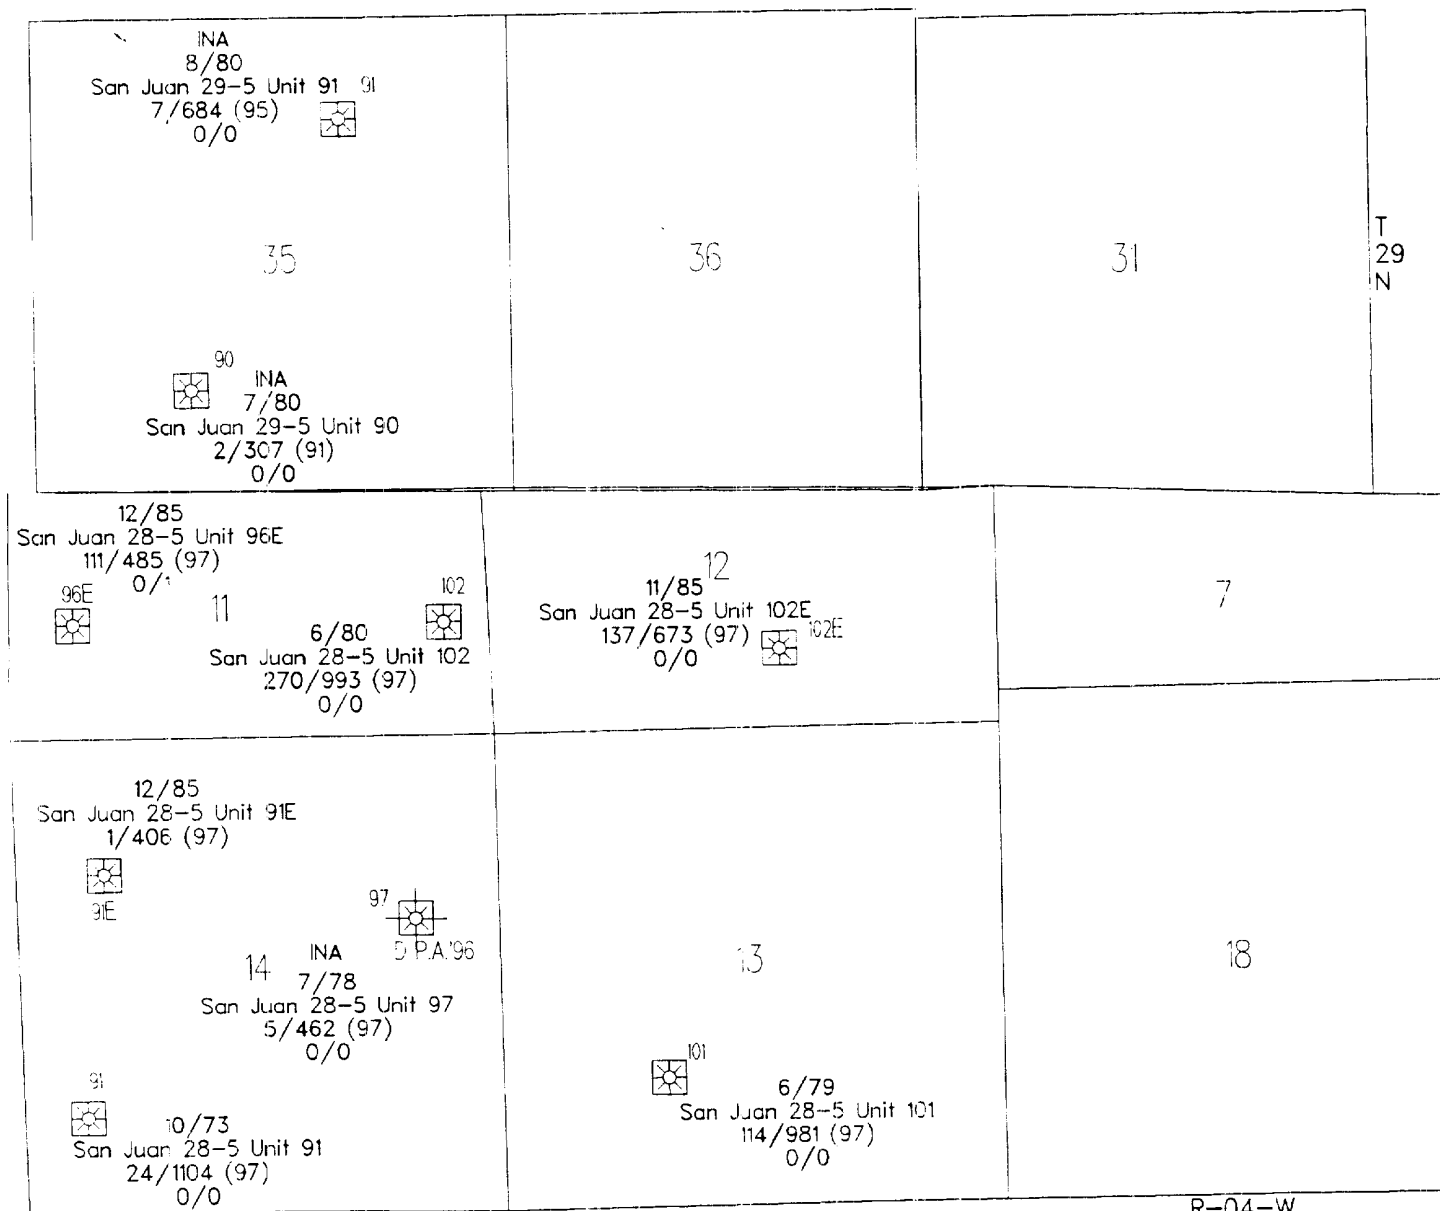 INA
8/80
San Juan 29-5 Unit 91
91
7/684 (95)
0/0
35
36
31
T
29
N
90
INA
7/80
San Juan 29-5 Unit 90
2/307 (91)
0/0
12/85
San Juan 28-5 Unit 96E
111/485 (97)
0/1
96E
11
102
6/80
San Juan 28-5 Unit 102
270/993 (97)
0/0
12
11/85
San Juan 28-5 Unit 102E
137/673 (97)
102E
0/0
7
12/85
San Juan 28-5 Unit 91E
1/406 (97)
91E
97
P.A.'96
14
INA
7/78
San Juan 28-5 Unit 97
5/462 (97)
0/0
13
18
91
10/73
San Juan 28-5 Unit 91
24/1104 (97)
0/0
101
6/79
San Juan 28-5 Unit 101
114/981 (97)
0/0
R-04-W